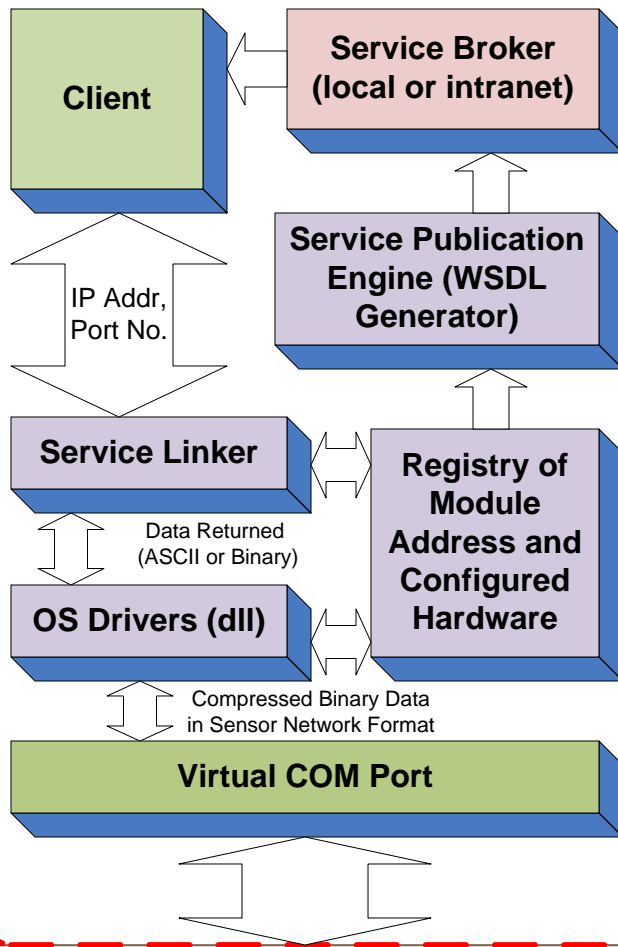 Client
Service Broker
(local or intranet)
Service Publication
Engine (WSDL
Generator)
IP Addr,
Port No.
Service Linker
Registry of
Module
Address and
Configured
Hardware
Data Returned
(ASCII or Binary)
OS Drivers (dll)
Compressed Binary Data
in Sensor Network Format
Virtual COM Port